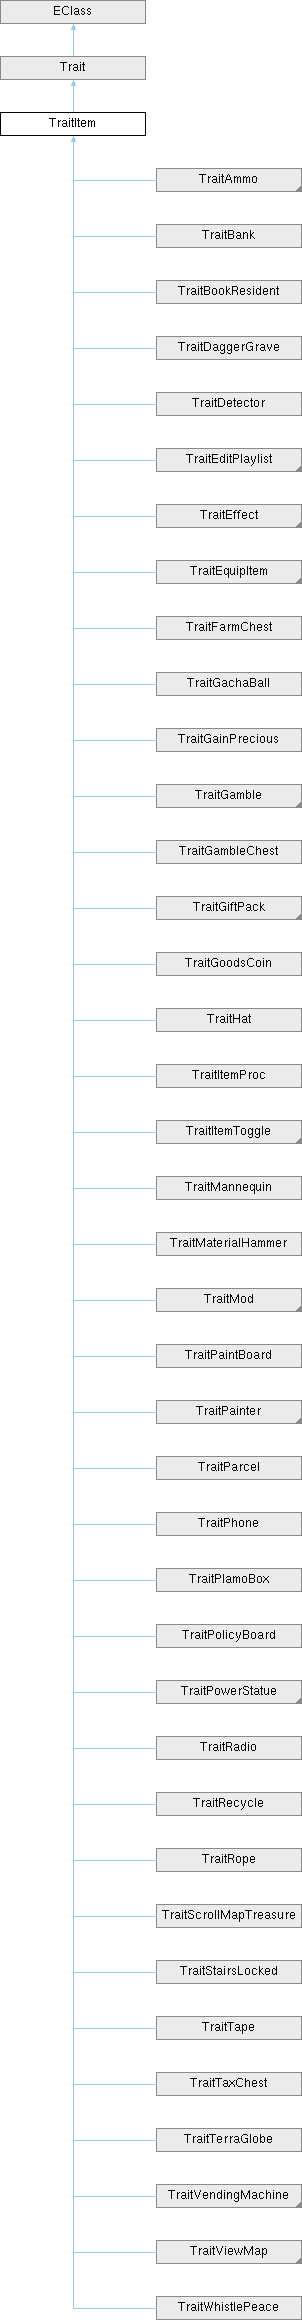 EClass
Trait
TraitItem
TraitAmmo
TraitBank
TraitBookResident
TraitDaggerGrave
TraitDetector
TraitEditPlaylist
TraitEffect
TraitEquipItem
TraitFarmChest
TraitGachaBall
TraitGainPrecious
TraitGamble
TraitGambleChest
TraitGiftPack
TraitGoodsCoin
TraitHat
TraitItemProc
TraitItemToggle
TraitMannequin
TraitMaterialHammer
TraitMod
TraitPaintBoard
TraitPainter
TraitParcel
TraitPhone
TraitPlamoBox
TraitPolicyBoard
TraitPowerStatue
TraitRadio
TraitRecycle
TraitRope
TraitScrollMapTreasure
TraitStairsLocked
TraitTape
TraitTaxChest
TraitTerraGlobe
TraitVendingMachine
TraitViewMap
TraitWhistlePeace